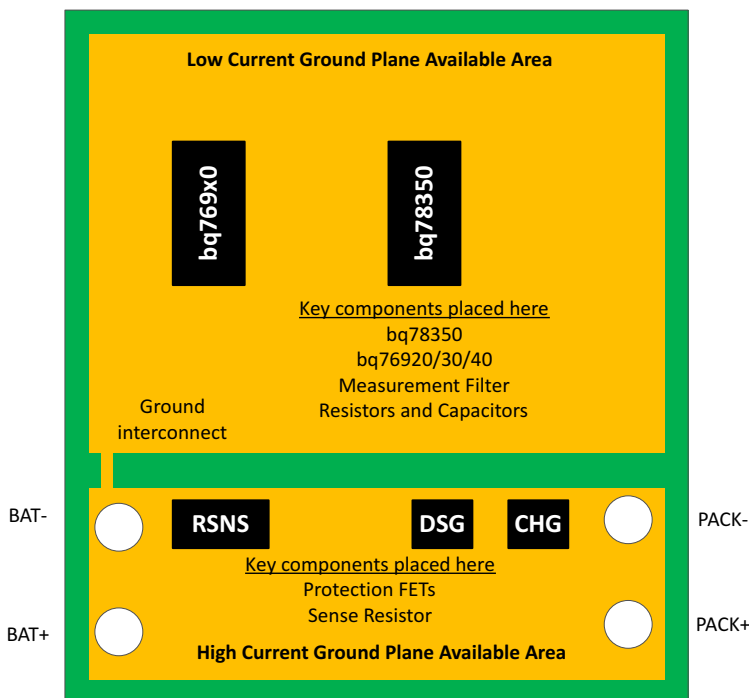 Low Current Ground Plane Available Area
bq769x0
bq78350
Key components placed here
bq78350
bq76920/30/40
Measurement Filter
Resistors and Capacitors
Ground
interconnect
BAT-
RSNS
DSG
CHG
PACK-
Key components placed here
Protection FETs
Sense Resistor
BAT+
PACK+
High Current Ground Plane Available Area